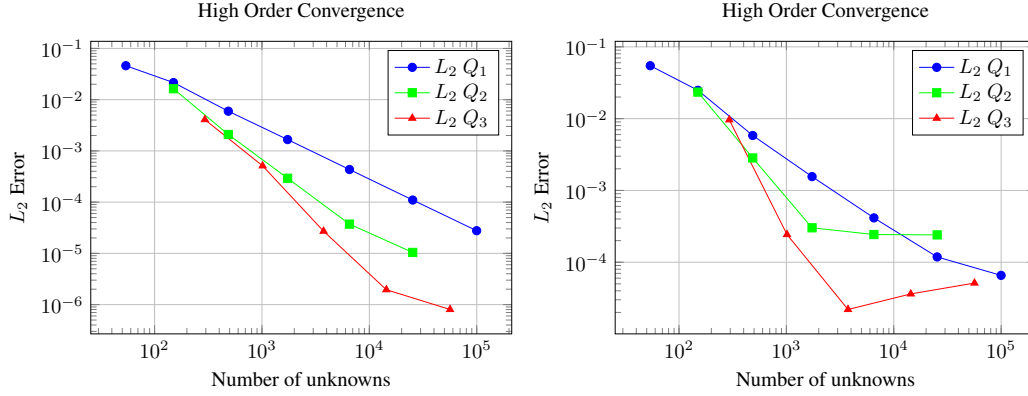 High Order Convergence
10^{-1}
10^{-2}
10^{-3}
10^{-4}
10^{-5}
10^{-6}
L_2 Error
L_2 Q_1
L_2 Q_2
L_2 Q_3
10^2 10^3 10^4 10^5
Number of unknowns
High Order Convergence
10^{-1}
10^{-2}
10^{-3}
10^{-4}
L_2 Error
L_2 Q_1
L_2 Q_2
L_2 Q_3
10^2 10^3 10^4 10^5
Number of unknowns